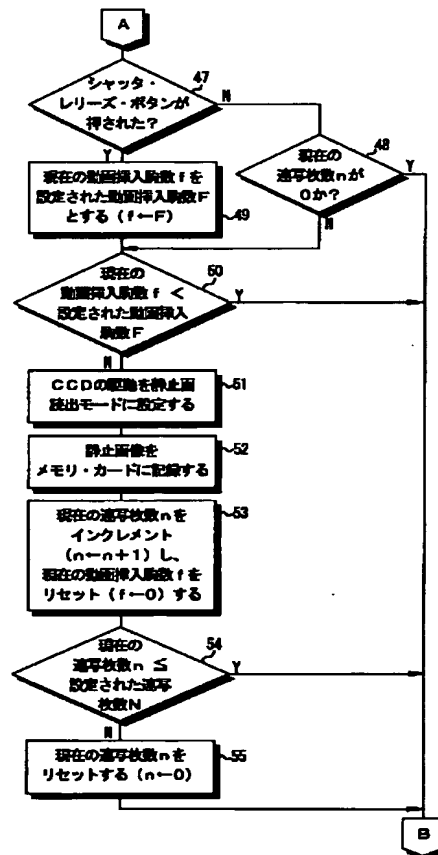 A
シャッタ・
レリーズ・ボタンが
押された?
47
N
Y
現在の
連写枚数nが
0か?
48
Y
N
現在の動画挿入駒数fを
設定された動画挿入駒数F
とする(f←F)
49
現在の
動画挿入駒数f <
設定された動画挿入
駒数F
50
Y
N
CCDの駆動を静止画
読出モードに設定する
51
静止画像を
メモリ・カードに記録する
52
現在の連写枚数nを
インクレメント
(n←n+1)し、
現在の動画挿入駒数fを
リセット(f←0)する
53
現在の
連写枚数n ≦
設定された連写
枚数N
54
Y
N
現在の連写枚数nを
リセットする(n←0)
55
B